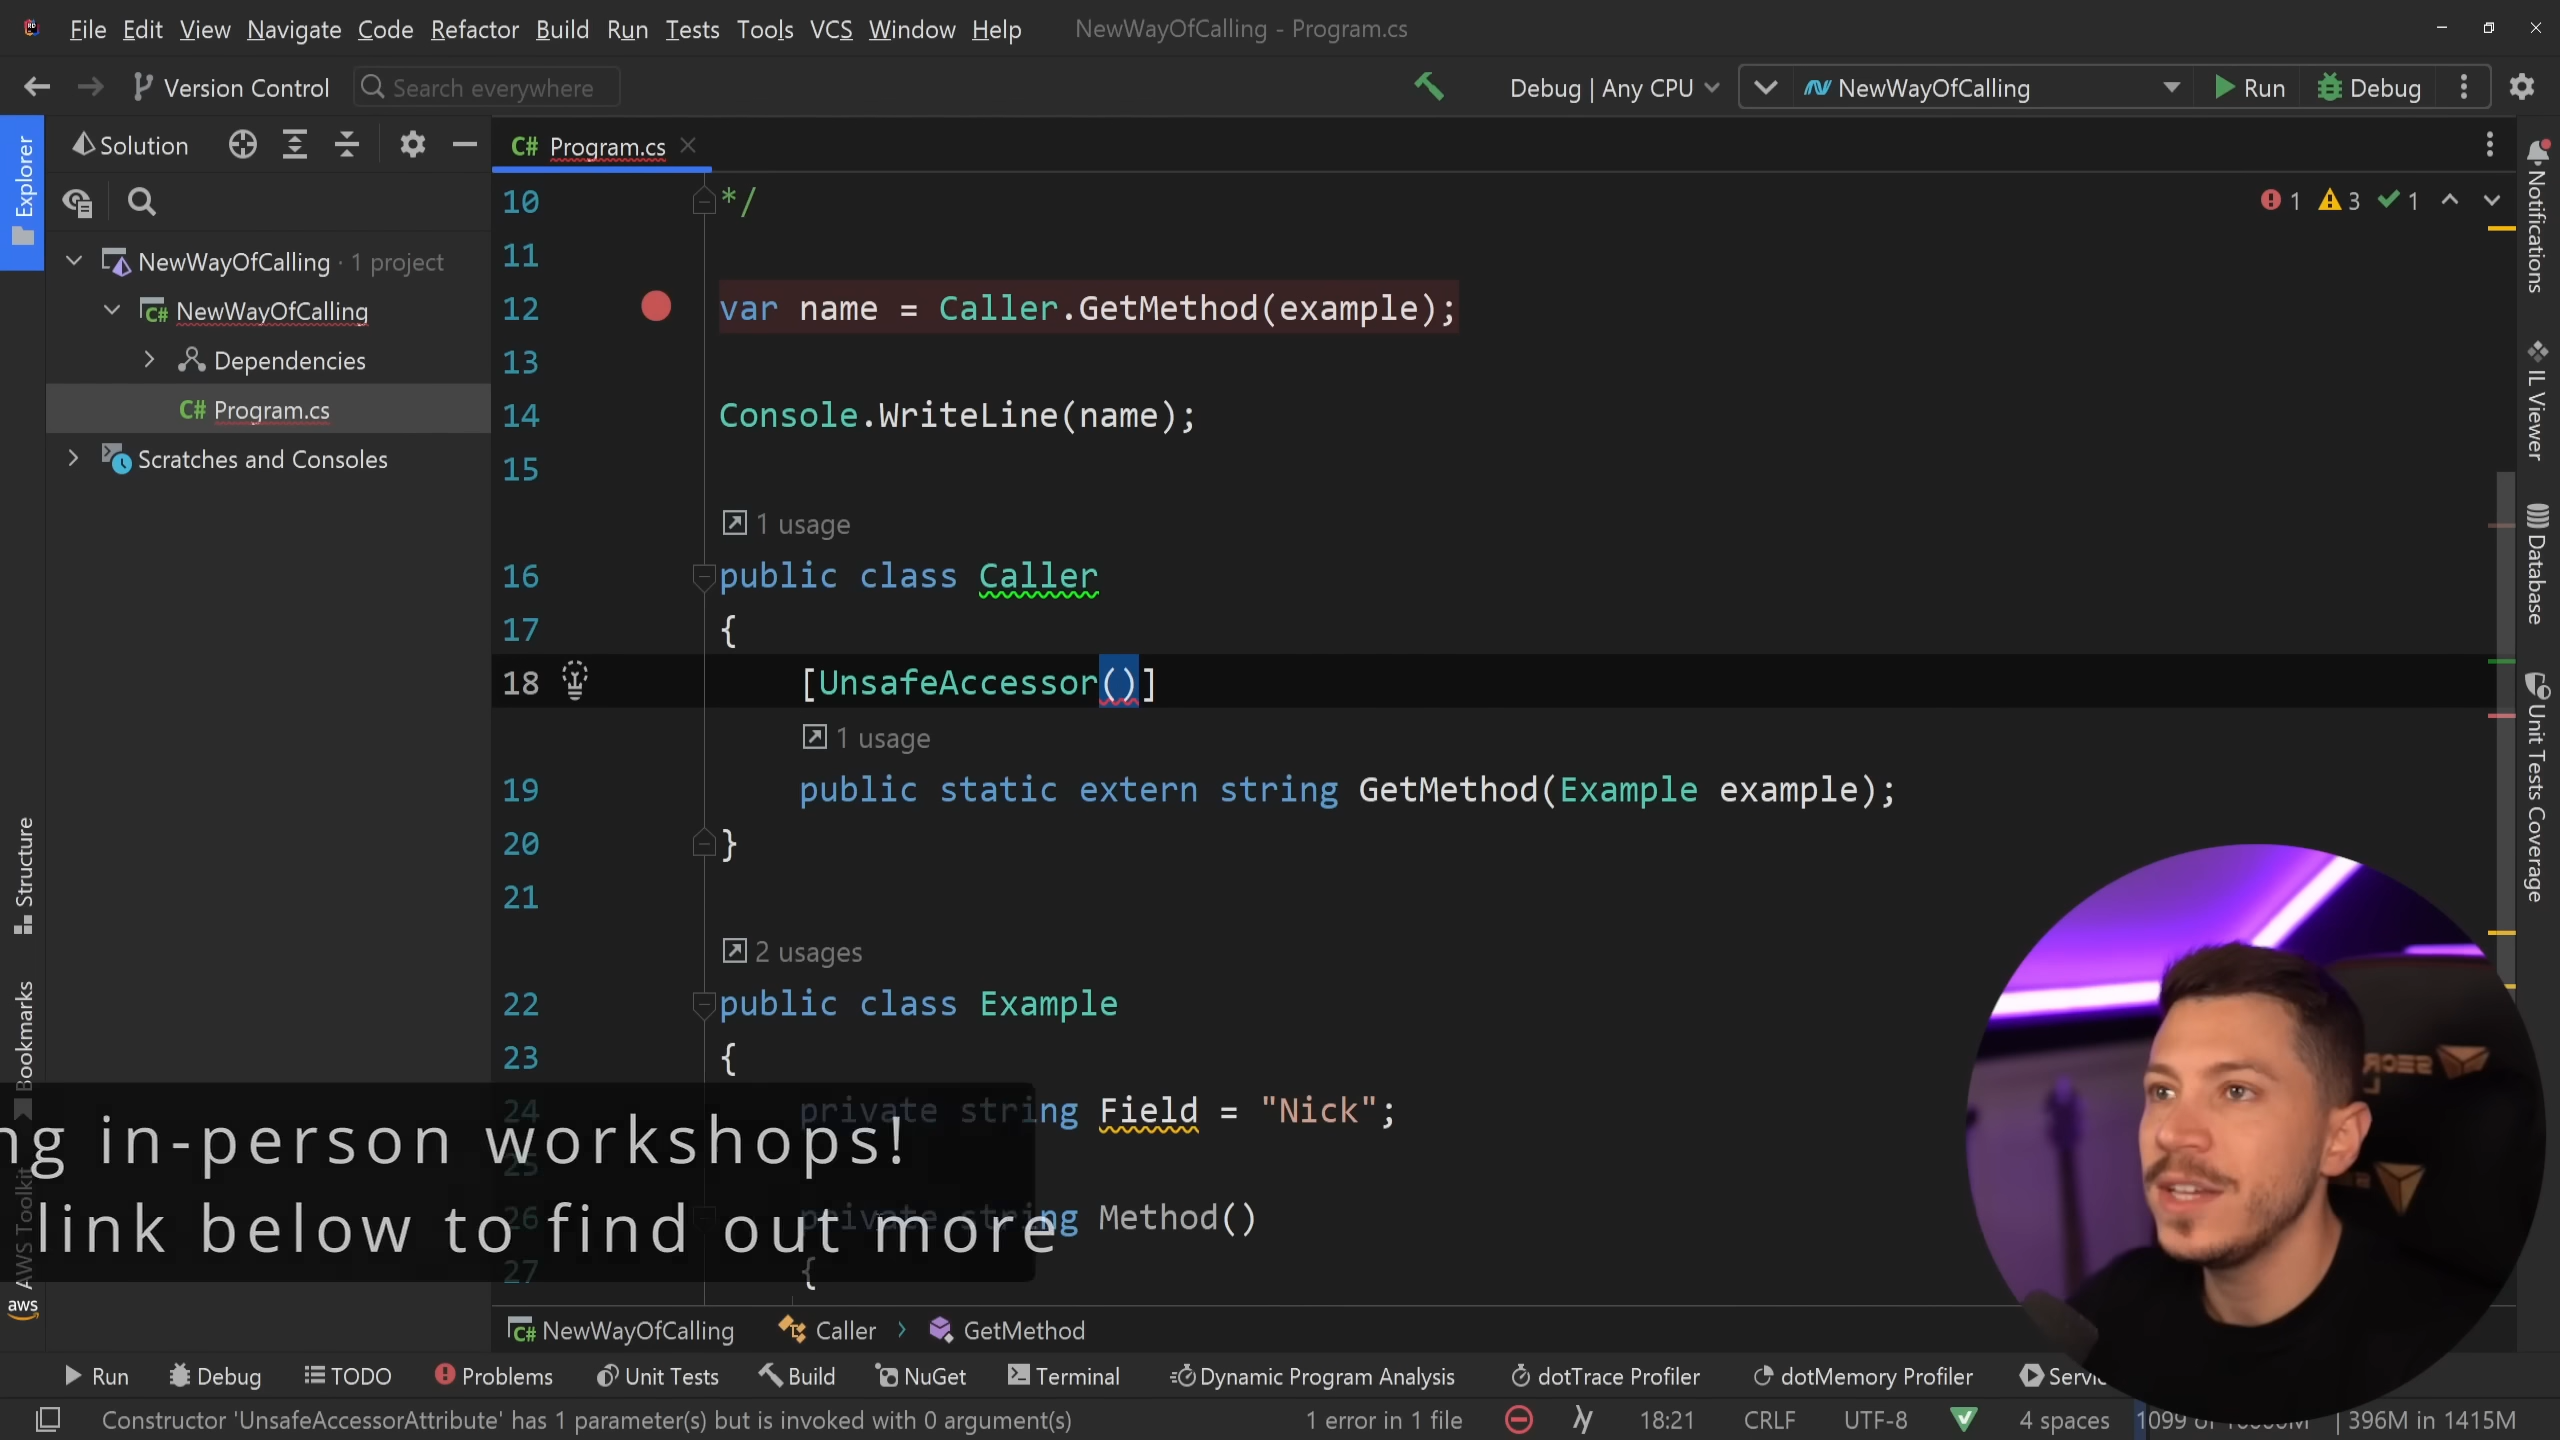 File Edit View Navigate Code Refactor Build Run Tests Tools VCS Window Help NewWayOfCalling - Program.cs
Version Control Search everywhere Debug | Any CPU NewWayOfCalling Run Debug
Explorer
Solution
C# Program.cs
NewWayOfCalling · 1 project
NewWayOfCalling
Dependencies
C# Program.cs
Scratches and Consoles
Structure
Bookmarks
AWS Toolkit
aws
1 3 1
10 */
11
12 var name = Caller.GetMethod(example);
13
14 Console.WriteLine(name);
15
1 usage
16 public class Caller
17 {
18 [UnsafeAccessor()]
1 usage
19 public static extern string GetMethod(Example example);
20 }
21
2 usages
22 public class Example
23 {
24 private string Field = "Nick";
25
26 private string Method()
27 {
ng in-person workshops!
link below to find out more
Notifications
IL Viewer
Database
Unit Tests Coverage
NewWayOfCalling Caller GetMethod
Run Debug TODO Problems Unit Tests Build NuGet Terminal Dynamic Program Analysis dotTrace Profiler dotMemory Profiler
Constructor 'UnsafeAccessorAttribute' has 1 parameter(s) but is invoked with 0 argument(s) 1 error in 1 file 18:21 CRLF UTF-8 4 spaces 396M in 1415M